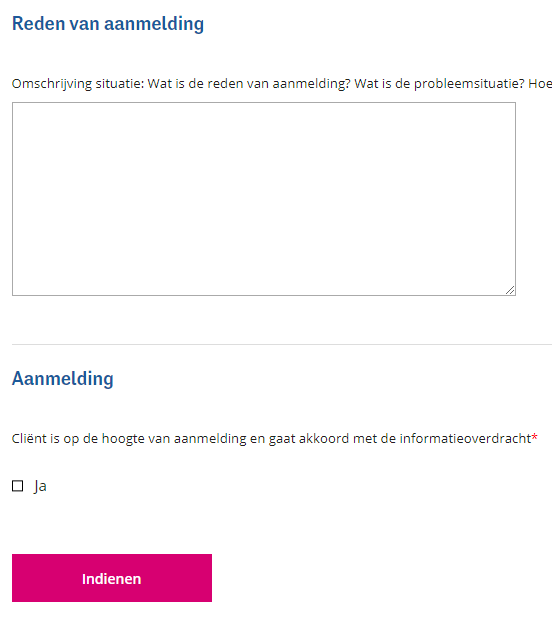 Reden van aanmelding
Omschrijving situatie: Wat is de reden van aanmelding? Wat is de probleemsituatie? Hoe
Aanmelding
Cliënt is op de hoogte van aanmelding en gaat akkoord met de informatieoverdracht*
Ja
Indienen